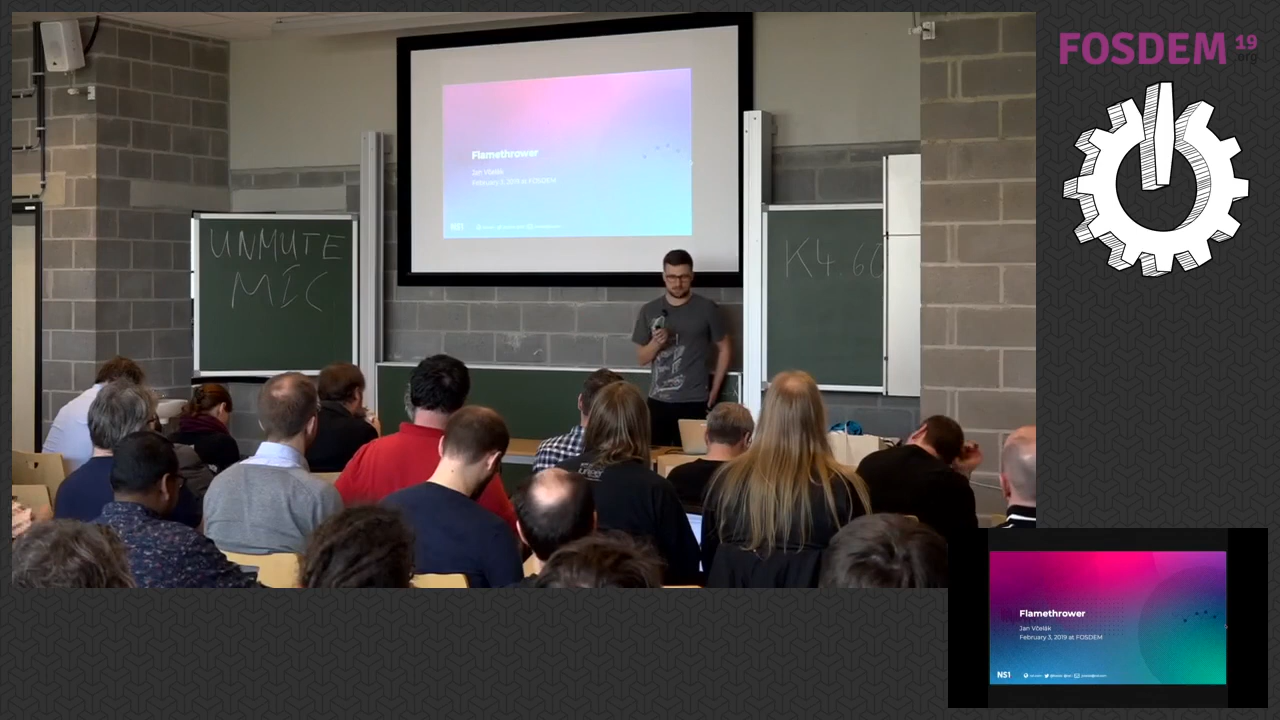 FOSDEM 19
.org
UNMUTE
MIC
K4.60
Flamethrower
Jan Včelák
February 3, 2019 at FOSDEM
NS1
Flamethrower
Jan Včelák
February 3, 2019 at FOSDEM
NS1